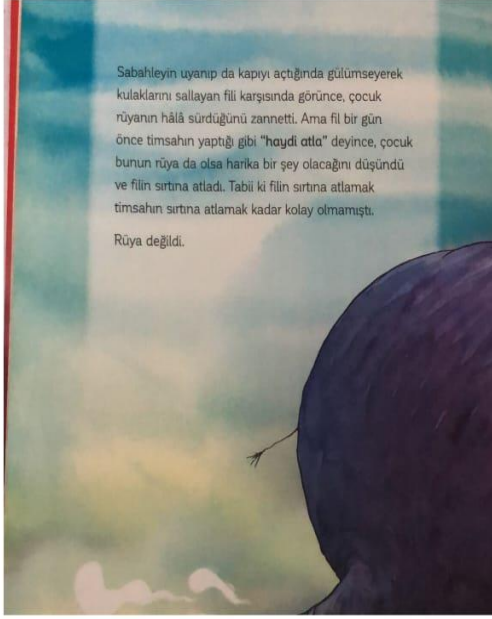 Sabahleyin uyanıp da kapıyı açtığında gülümseyerek
kulaklarını sallayan fili karşısında görünce, çocuk
rüyanın hâlâ sürdüğünü zannetti. Ama fil bir gün
önce timsahın yaptığı gibi "haydi atla" deyince, çocuk
bunun rüya da olsa harika bir şey olacağını düşündü
ve filin sırtına atladı. Tabii ki filin sırtına atlamak
timsahın sırtına atlamak kadar kolay olmamıştı.
Rüya değildi.